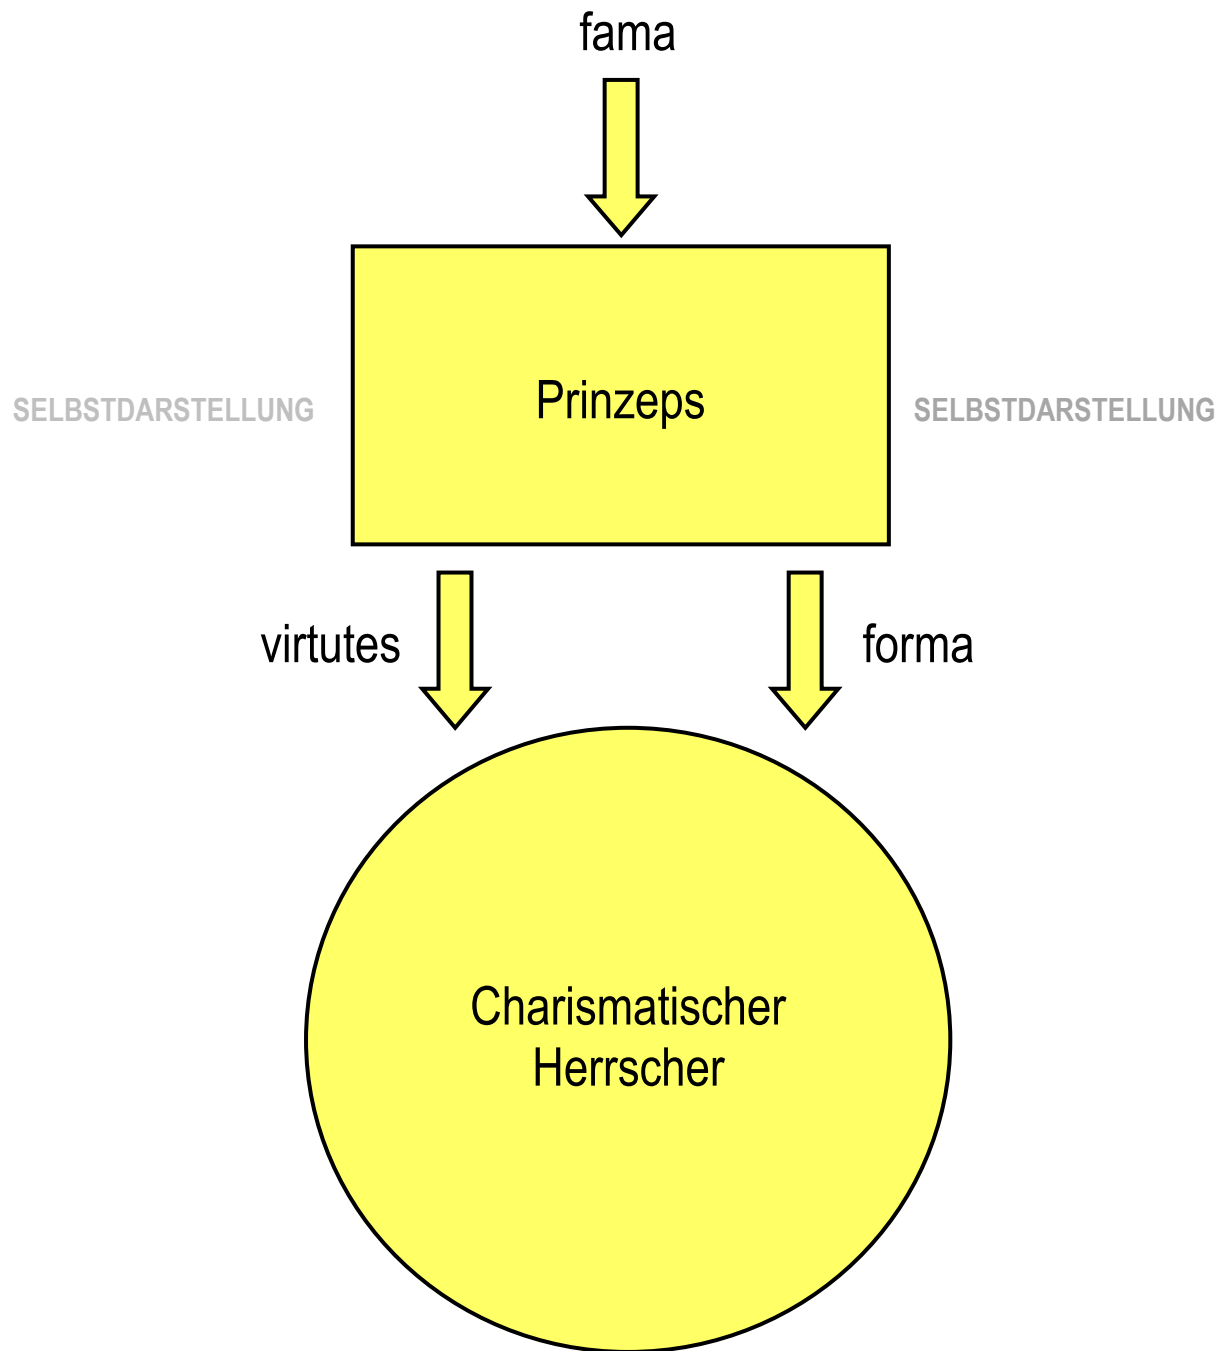 fama
Prinzeps
SELBSTDARSTELLUNG
SELBSTDARSTELLUNG
virtutes
forma
Charismatischer
Herrscher